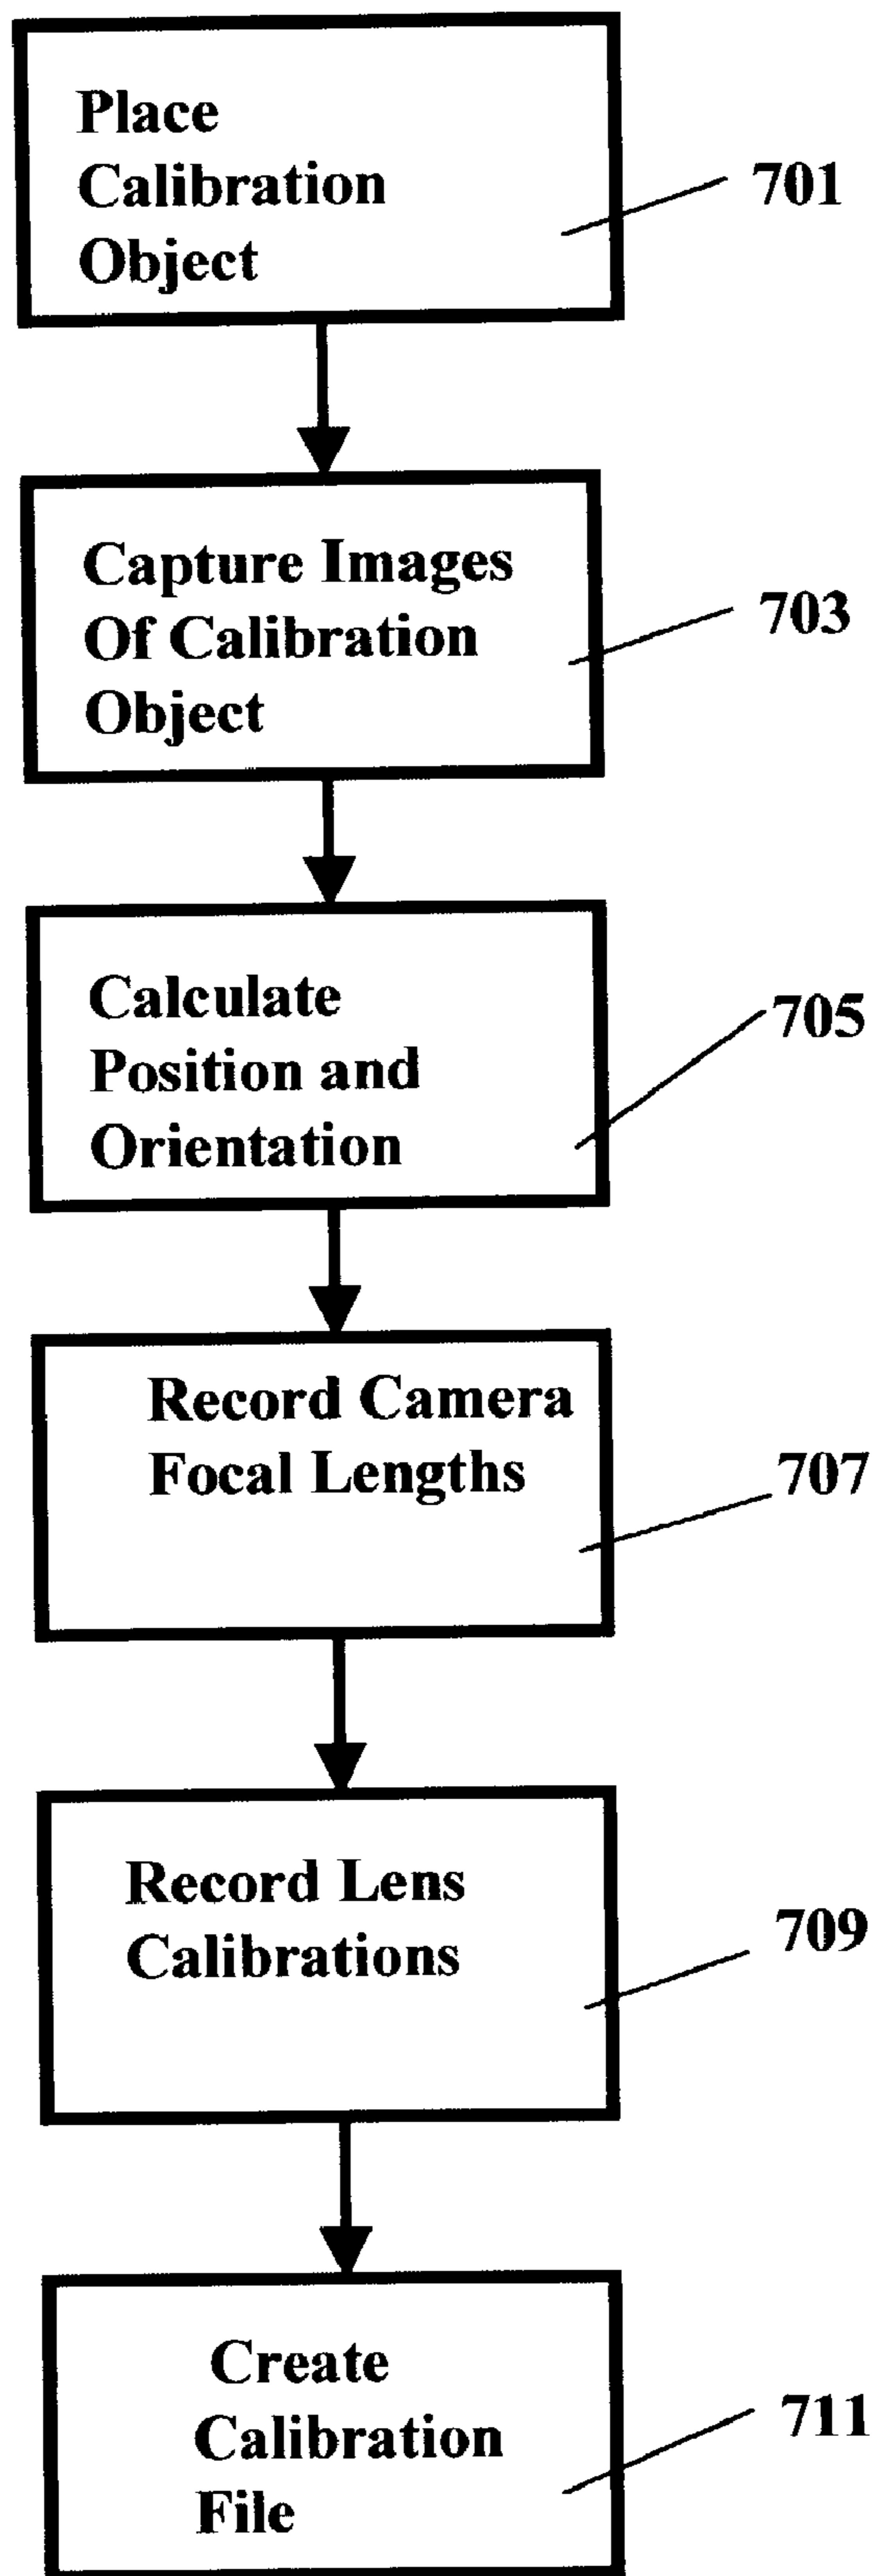 Place
Calibration
Object
701
Capture Images
Of Calibration
Object
703
Calculate
Position and
Orientation
705
Record Camera
Focal Lengths
707
Record Lens
Calibrations
709
Create
Calibration
File
711